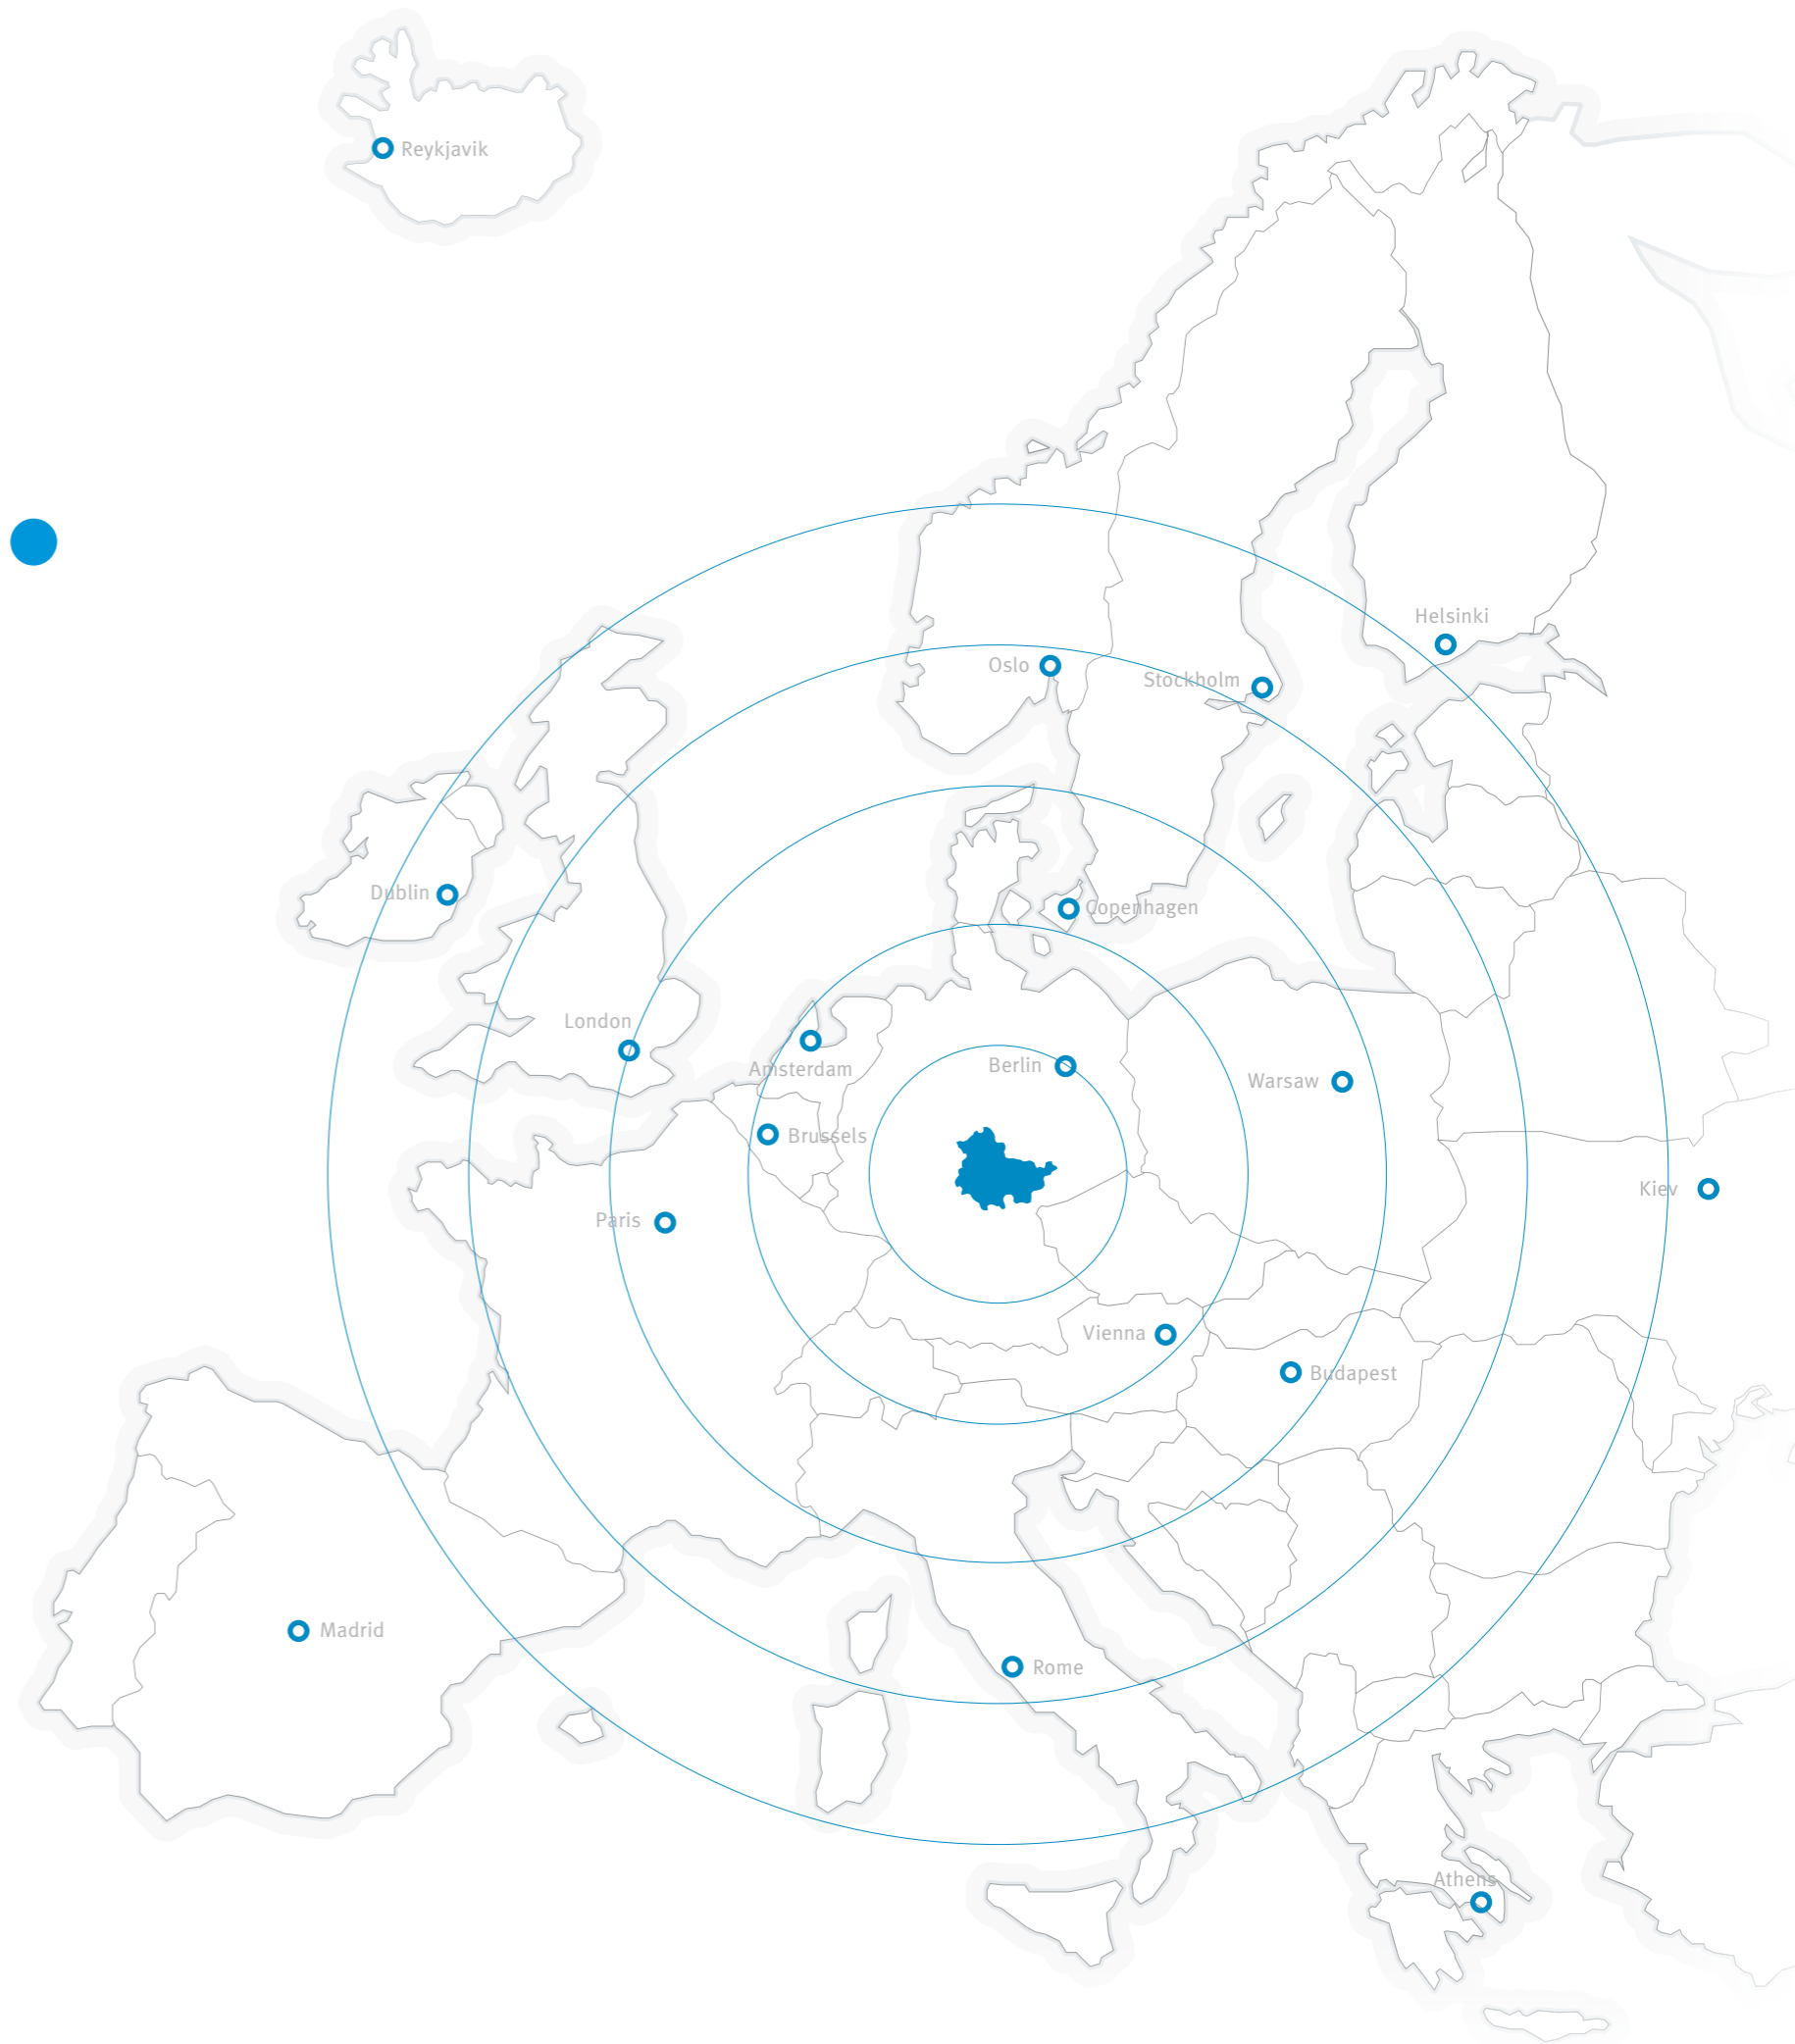 Reykjavik
Helsinki
Oslo
Stockholm
Dublin
Copenhagen
London
Amsterdam
Berlin
Warsaw
Brussels
Kiev
Paris
Vienna
Budapest
Madrid
Rome
Athens